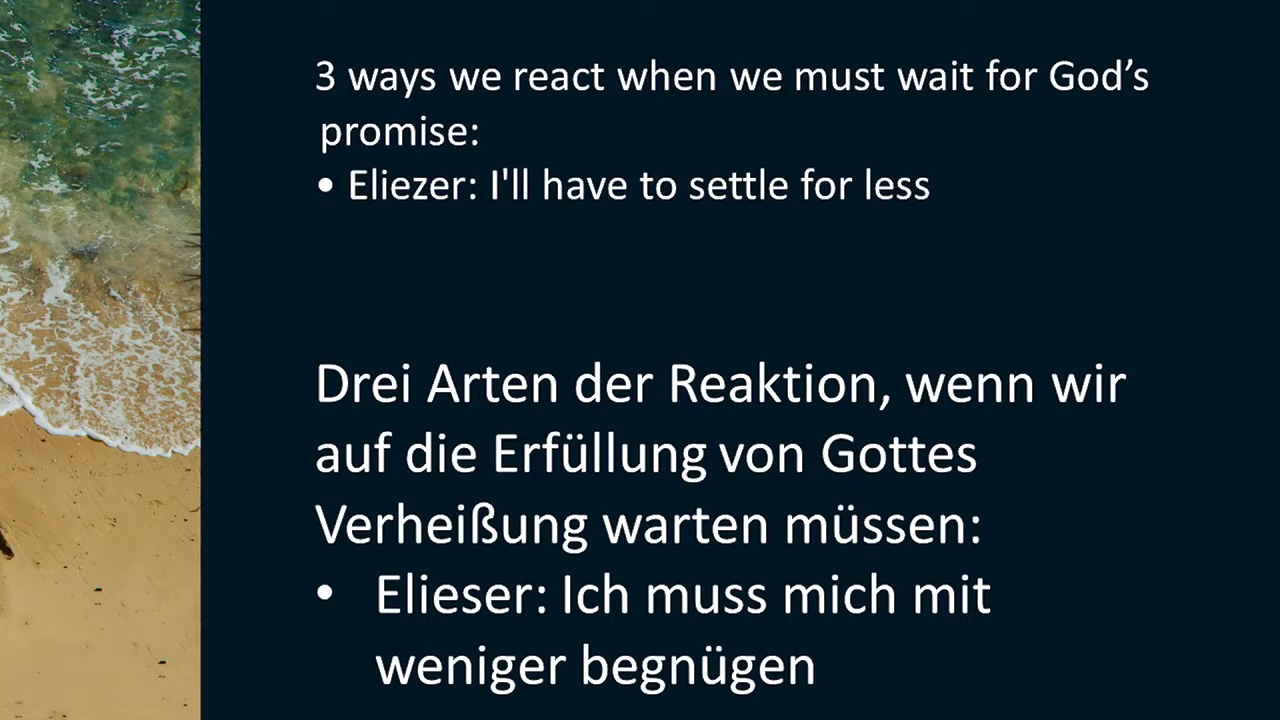 3 ways we react when we must wait for God’s
promise:
• Eliezer: I'll have to settle for less
Drei Arten der Reaktion, wenn wir
auf die Erfüllung von Gottes
Verheißung warten müssen:
• Elieser: Ich muss mich mit
weniger begnügen